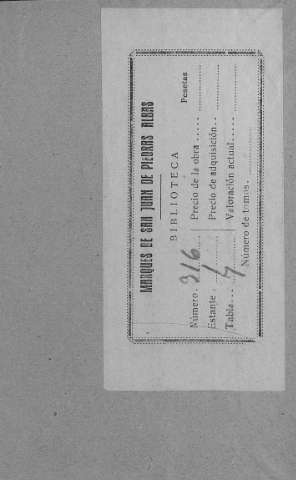 MARQUES DE SAN JUAN DE PIEDRAS ALBAS
BIBLIOTECA
Pesetas
Número. 216 Precio de la obra
Estante. 1 Precio de adquisición
Tabla. 4 Valoración actual
Número de tomos.